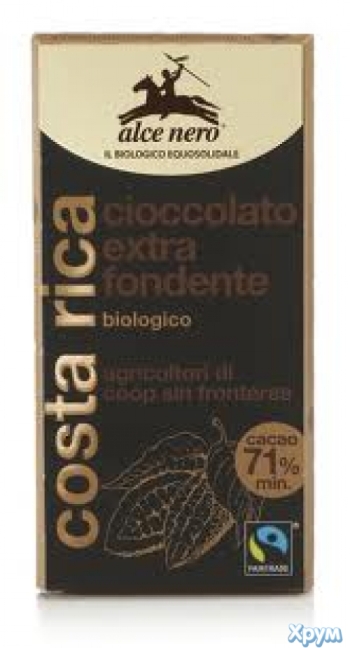 alce nero
IL BIOLOGICO EQUOSOLIDALE
costa rica
cioccolato
extra
fondente
biologico
agricoltori di
coop sin fronteras
cacao
71%
min.
FAIRTRADE
Хрум